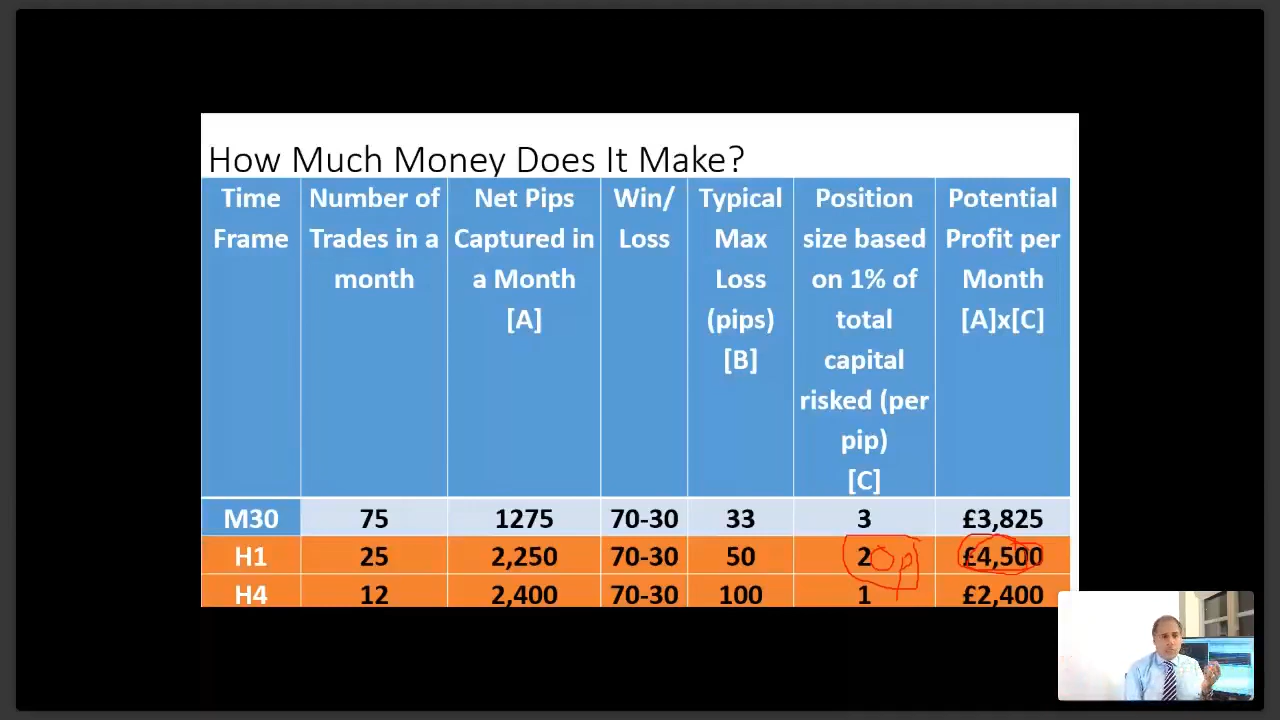 How Much Money Does It Make?
Time Frame
Number of Trades in a month
Net Pips Captured in a Month [A]
Win/ Loss
Typical Max Loss (pips) [B]
Position size based on 1% of total capital risked (per pip) [C]
Potential Profit per Month [A]x[C]
M30 75 1275 70-30 33 3 £3,825
H1 25 2,250 70-30 50 2 0p £4,500
H4 12 2,400 70-30 100 1 £2,400